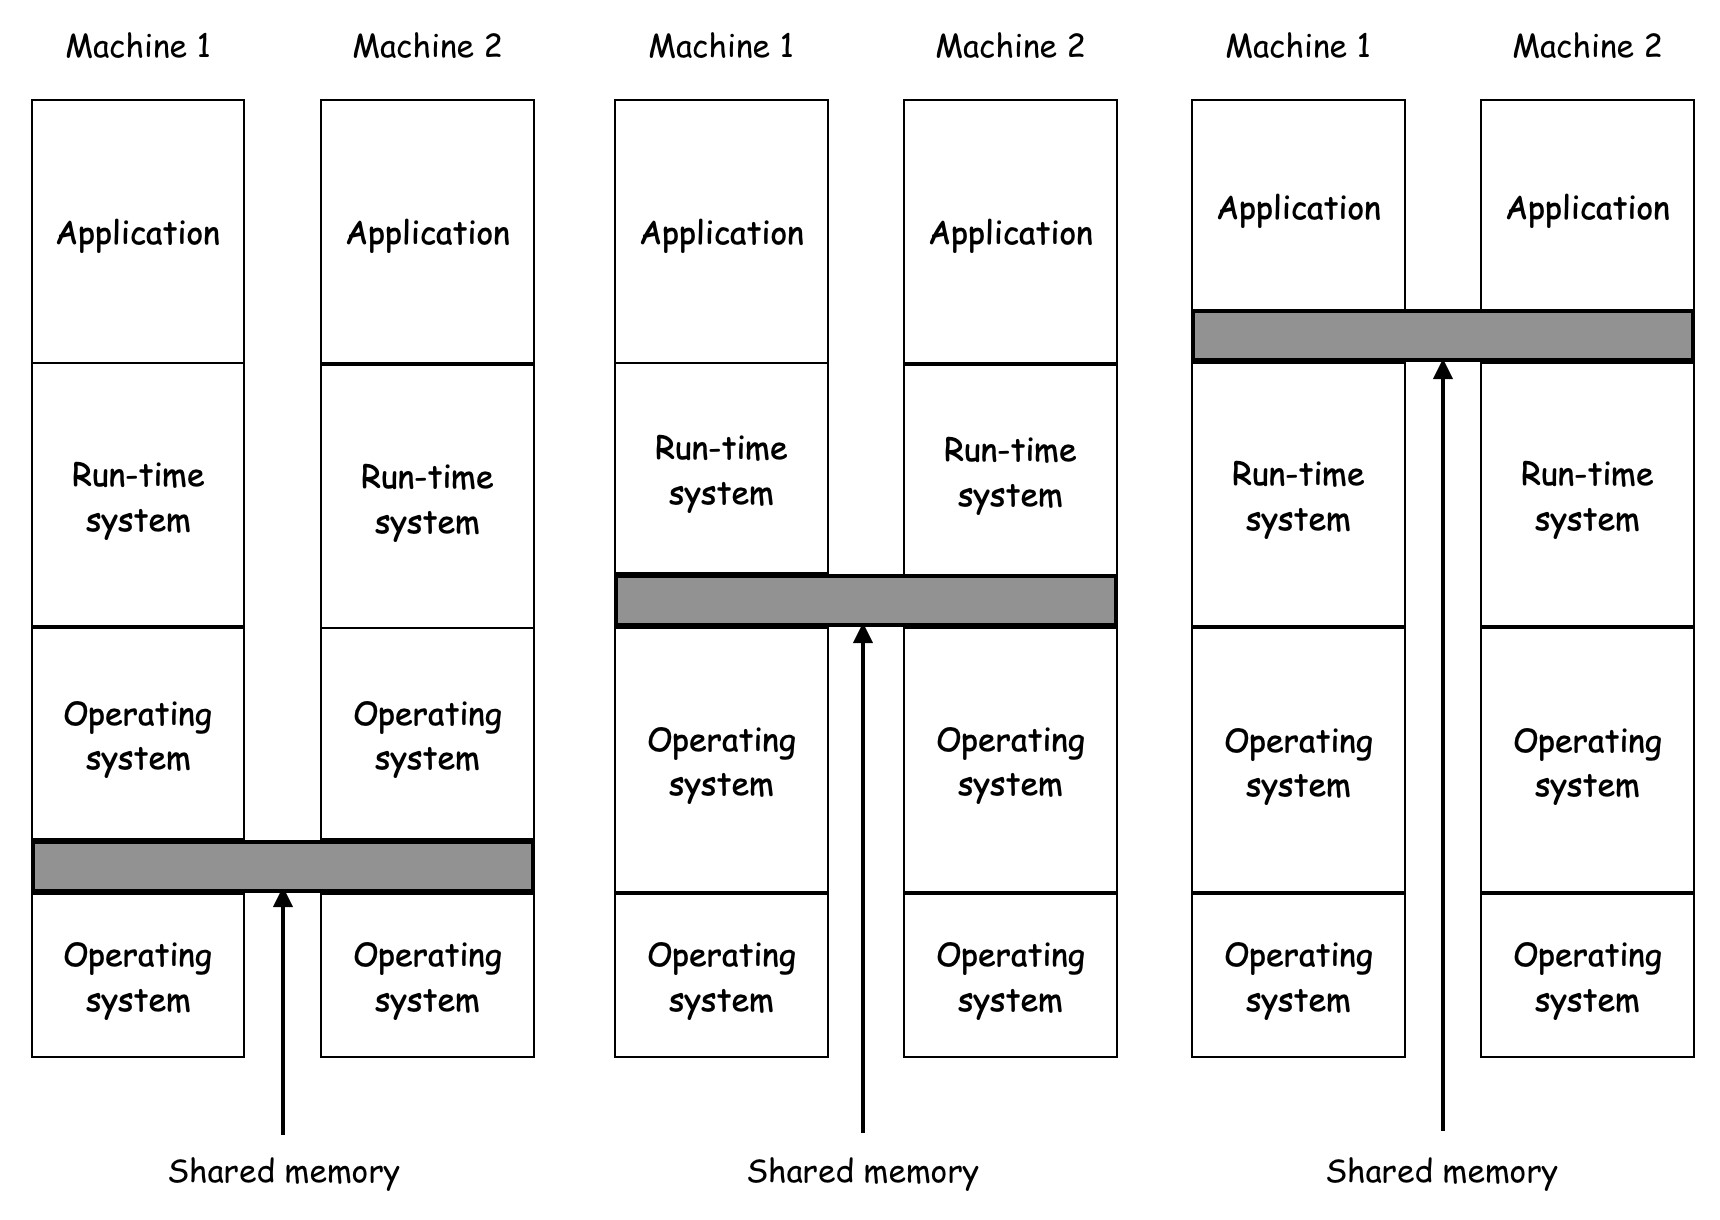 Machine 1
Machine 2
Machine 1
Machine 2
Machine 1
Machine 2
Application
Application
Application
Application
Application
Application
Run-time
system
Run-time
system
Run-time
system
Run-time
system
Run-time
system
Run-time
system
Operating
system
Operating
system
Operating
system
Operating
system
Operating
system
Operating
system
Operating
system
Operating
system
Operating
system
Operating
system
Operating
system
Operating
system
Shared memory
Shared memory
Shared memory